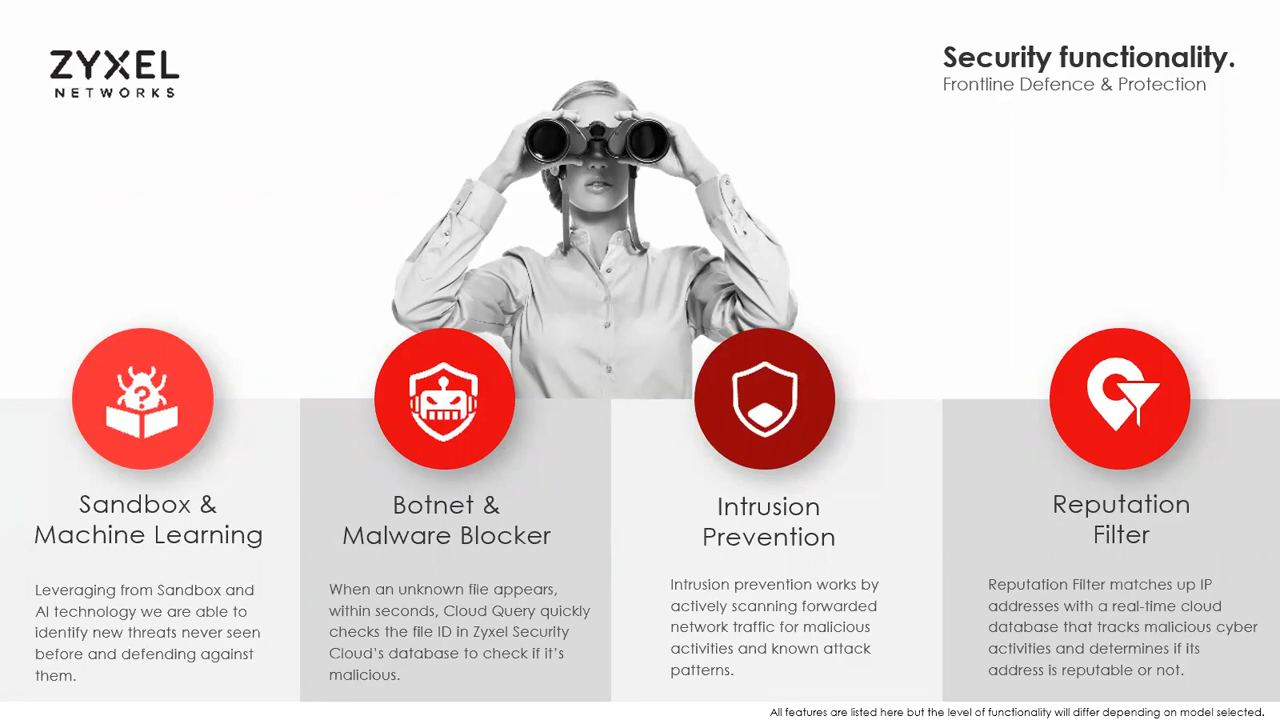 ZYXEL
NETWORKS
Security functionality.
Frontline Defence & Protection
?
Sandbox &
Machine Learning
Leveraging from Sandbox and
AI technology we are able to
identify new threats never seen
before and defending against
them.
Botnet &
Malware Blocker
When an unknown file appears,
within seconds, Cloud Query quickly
checks the file ID in Zyxel Security
Cloud's database to check if it's
malicious.
Intrusion
Prevention
Intrusion prevention works by
actively scanning forwarded
network traffic for malicious
activities and known attack
patterns.
Reputation
Filter
Reputation Filter matches up IP
addresses with a real-time cloud
database that tracks malicious cyber
activities and determines if its
address is reputable or not.
All features are listed here but the level of functionality will differ depending on model selected.